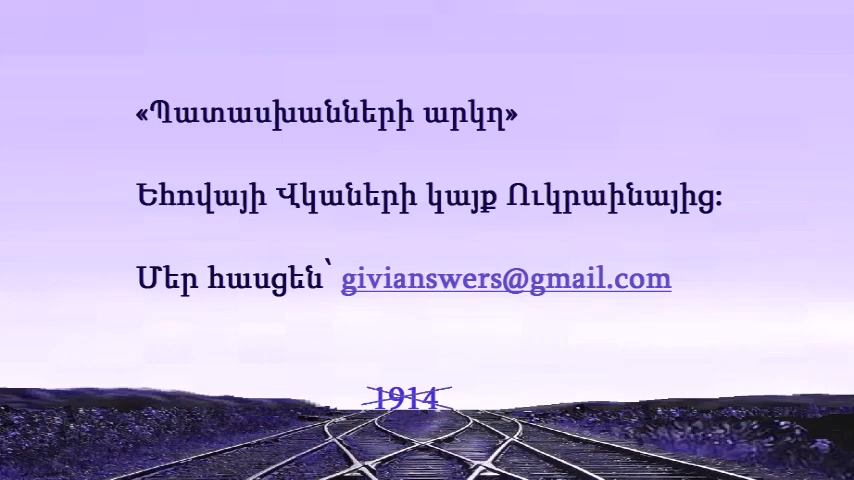 «Պատասխանների արկղ»
Եհովայի Վկաների կայք Ուկրաինայից:
Մեր հասցեն՝ givianswers@gmail.com
1914